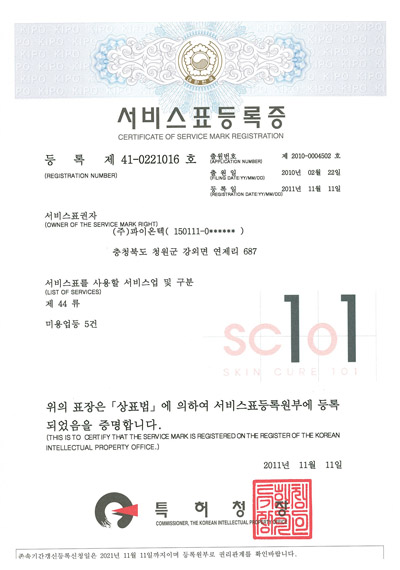 서비스표등록증
CERTIFICATE OF SERVICE MARK REGISTRATION
등 록 제 41-0221016 호
(REGISTRATION NUMBER)
출원번호 제 2010-0004502 호
(APPLICATION NUMBER)
출 원 일 2010년 02월 22일
(FILING DATE:YY/MM/DD)
등 록 일 2011년 11월 11일
(REGISTRATION DATE:YY/MM/DD)
서비스표권자
(OWNER OF THE SERVICE MARK RIGHT)
(주)파이온텍( 150111-0****** )
충청북도 청원군 강외면 연제리 687
서비스표를 사용할 서비스업 및 구분
(LIST OF SERVICES)
제 44 류
미용업등 5건
SC101
SKIN CURE 101
위의 표장은「상표법」에 의하여 서비스표등록원부에 등록
되었음을 증명합니다.
(THIS IS TO CERTIFY THAT THE SERVICE MARK IS REGISTERED ON THE REGISTER OF THE KOREAN
INTELLECTUAL PROPERTY OFFICE.)
2011년 11월 11일
특 허 청 장
COMMISSIONER, THE KOREAN INTELLECTUAL PROPERTY OFFICE
존속기간갱신등록신청일은 2021년 11월 11일까지이며 등록원부로 권리관계를 확인바랍니다.